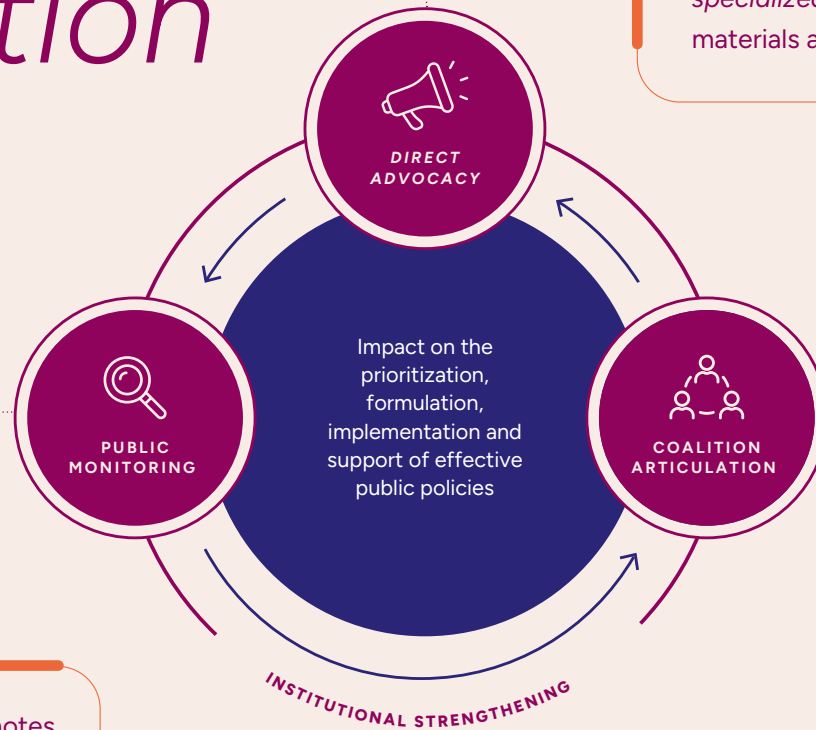 tion
specialized
materials a
DIRECT
ADVOCACY
Impact on the
prioritization,
formulation,
implementation and
support of effective
public policies
PUBLIC
MONITORING
COALITION
ARTICULATION
INSTITUTIONAL STRENGTHENING
notes